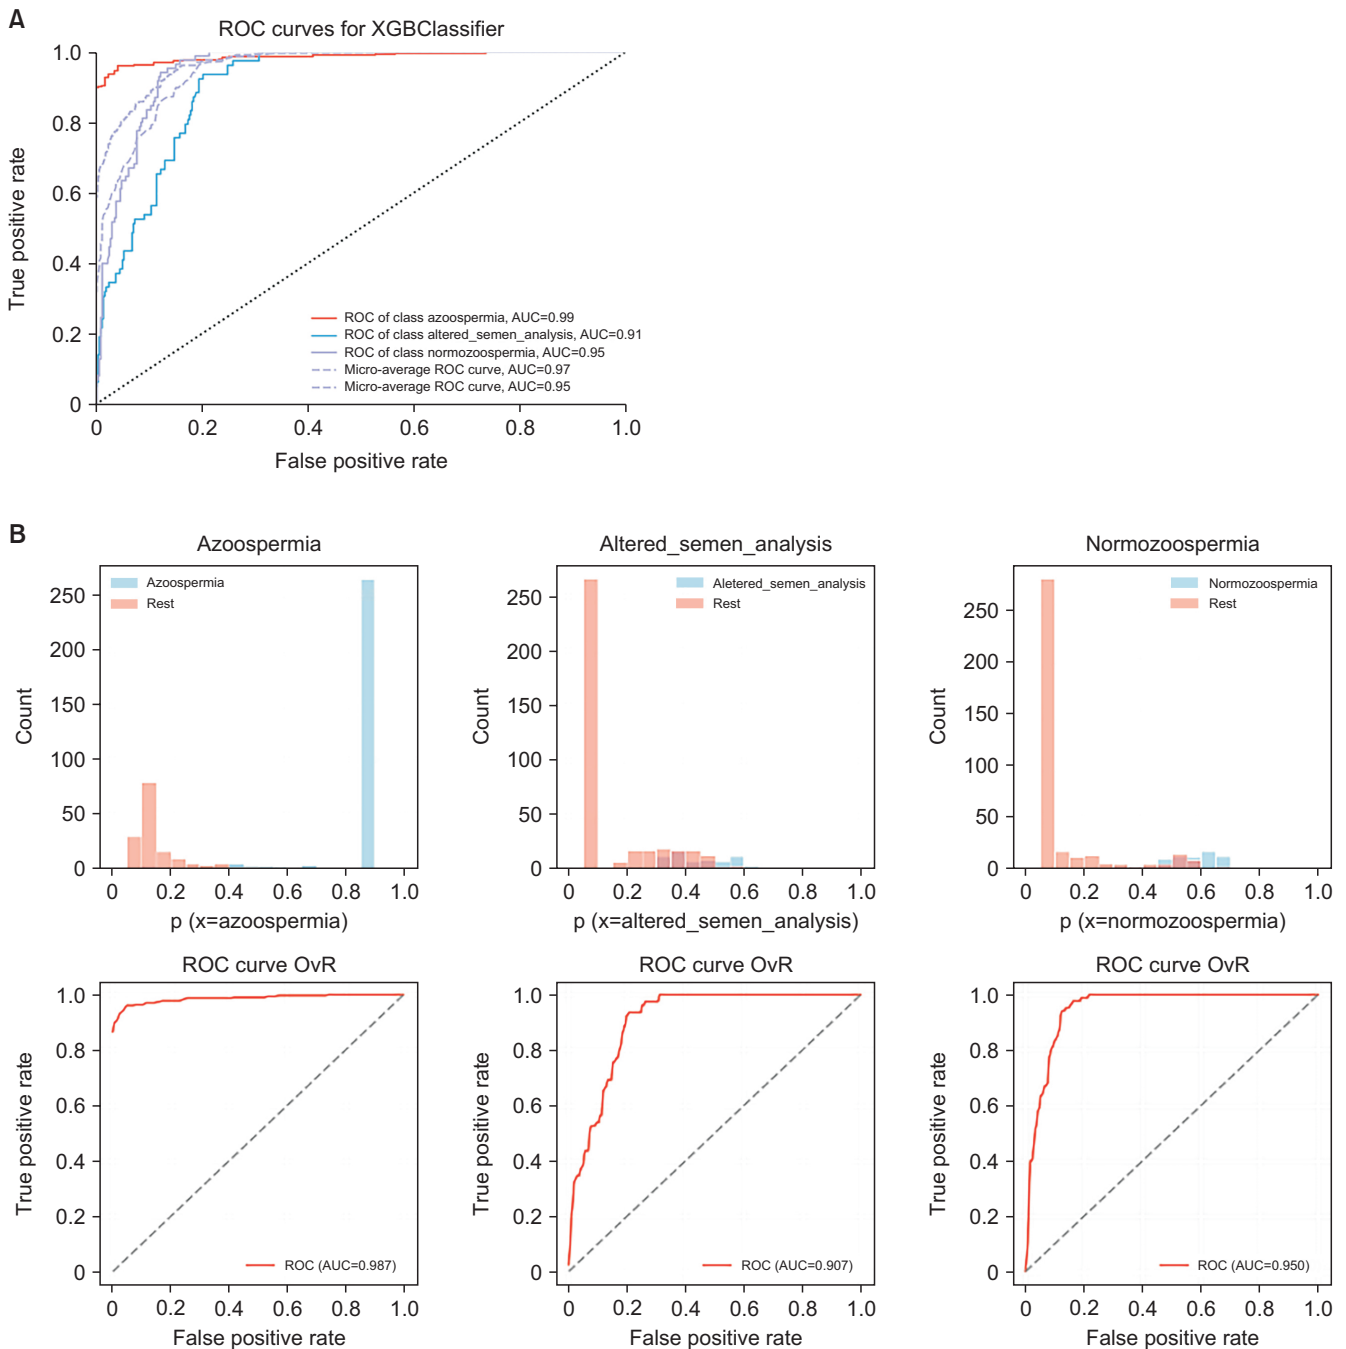 A
ROC curves for XGBClassifier
1.0
0.8
0.6
0.4
0.2
0
True positive rate
ROC of class azoospermia, AUC=0.99
ROC of class altered_semen_analysis, AUC=0.91
ROC of class normozoospermia, AUC=0.95
Micro-average ROC curve, AUC=0.97
Micro-average ROC curve, AUC=0.95
0 0.2 0.4 0.6 0.8 1.0
False positive rate
B
Azoospermia
Azoospermia
Rest
250
200
150
100
50
0
Count
0 0.2 0.4 0.6 0.8 1.0
p (x=azoospermia)
Altered_semen_analysis
Aletered_semen_analysis
Rest
250
200
150
100
50
0
Count
0 0.2 0.4 0.6 0.8 1.0
p (x=altered_semen_analysis)
Normozoospermia
Normozoospermia
Rest
250
200
150
100
50
0
Count
0 0.2 0.4 0.6 0.8 1.0
p (x=normozoospermia)
ROC curve OvR
1.0
0.8
0.6
0.4
0.2
0
True positive rate
ROC (AUC=0.987)
0 0.2 0.4 0.6 0.8 1.0
False positive rate
ROC curve OvR
1.0
0.8
0.6
0.4
0.2
0
True positive rate
ROC (AUC=0.907)
0 0.2 0.4 0.6 0.8 1.0
False positive rate
ROC curve OvR
1.0
0.8
0.6
0.4
0.2
0
True positive rate
ROC (AUC=0.950)
0 0.2 0.4 0.6 0.8 1.0
False positive rate